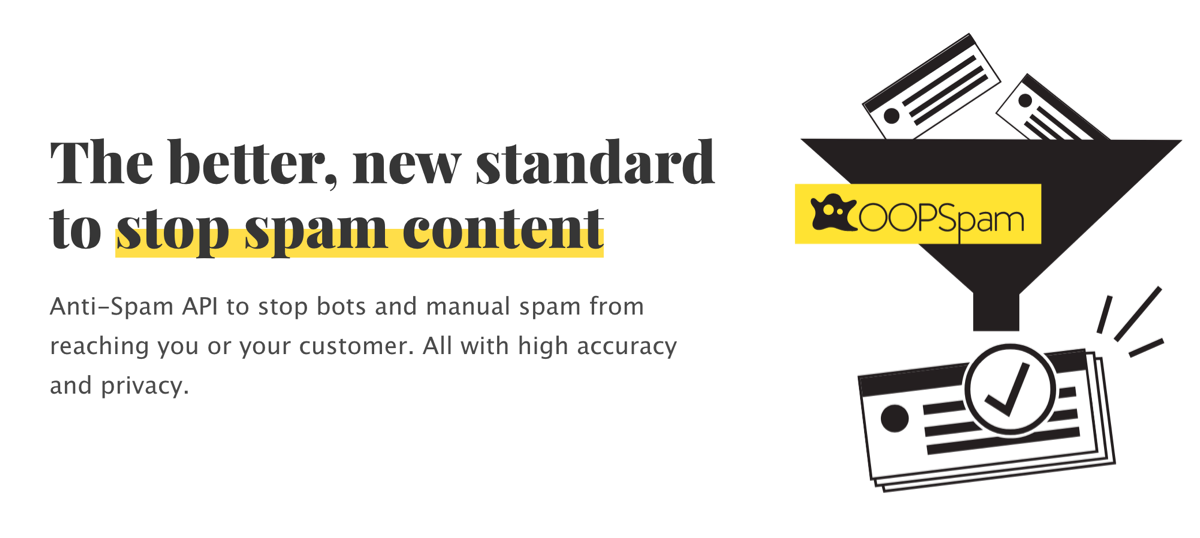 The better, new standard
to stop spam content
Anti-Spam API to stop bots and manual spam from
reaching you or your customer. All with high accuracy
and privacy.
OOPSpam